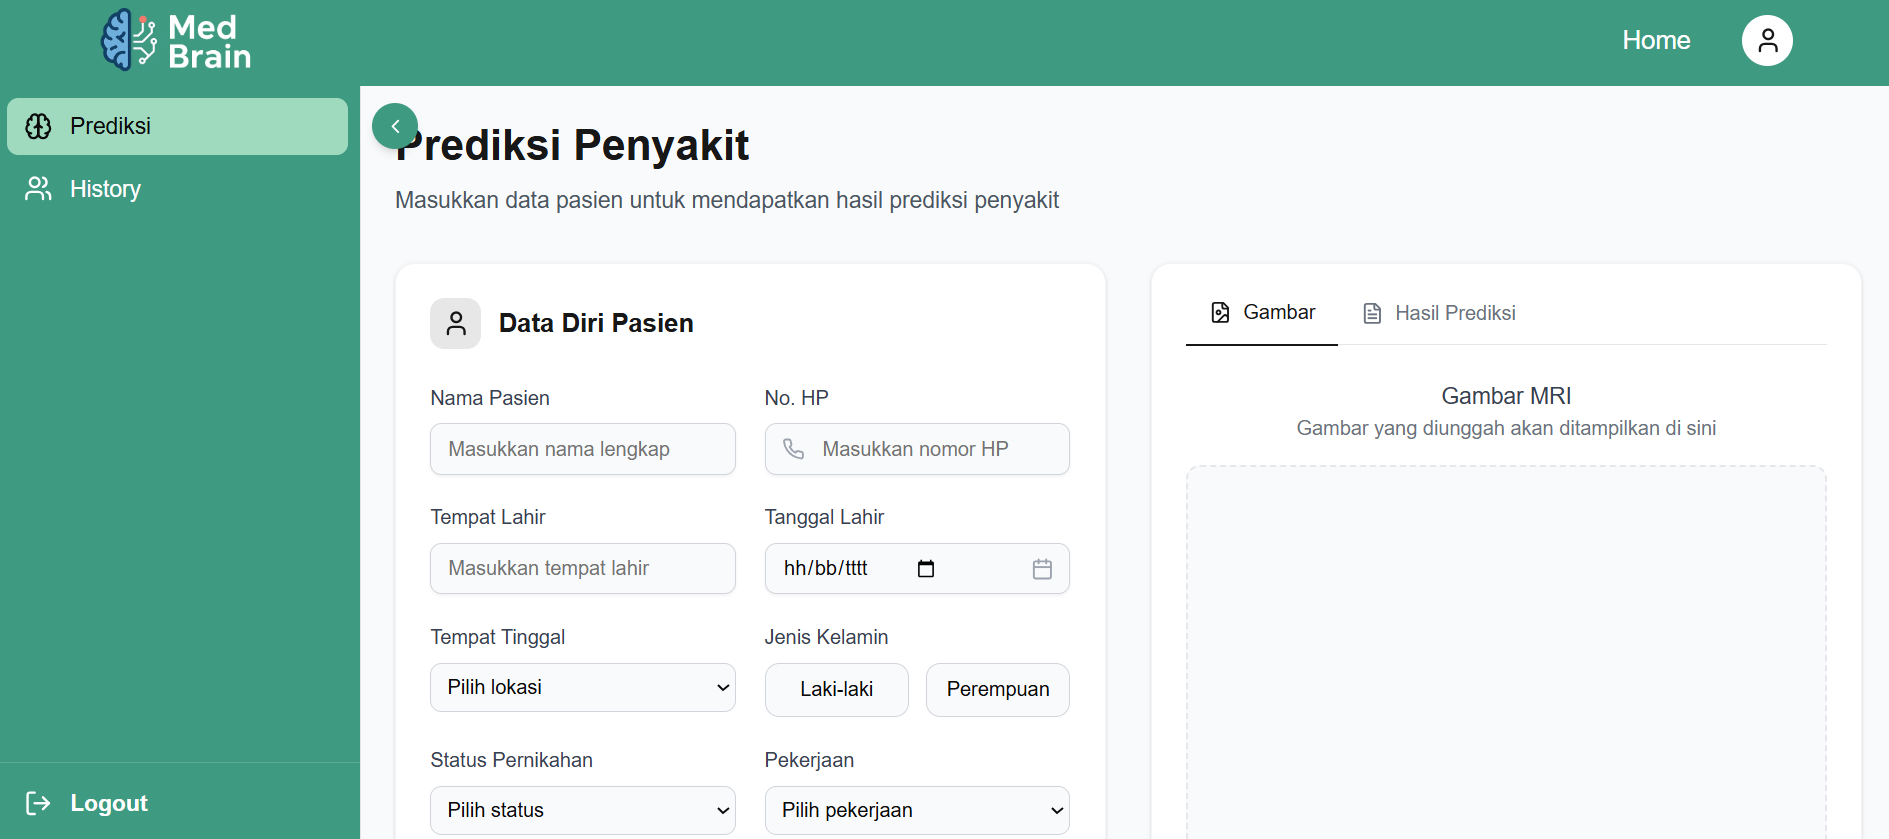 Med
Brain
Home
Prediksi
History
Logout
Prediksi Penyakit
Masukkan data pasien untuk mendapatkan hasil prediksi penyakit
Data Diri Pasien
Nama Pasien
Masukkan nama lengkap
No. HP
Masukkan nomor HP
Tempat Lahir
Masukkan tempat lahir
Tanggal Lahir
hh/bb/tttt
Tempat Tinggal
Pilih lokasi
Jenis Kelamin
Laki-laki
Perempuan
Status Pernikahan
Pilih status
Pekerjaan
Pilih pekerjaan
Gambar
Hasil Prediksi
Gambar MRI
Gambar yang diunggah akan ditampilkan di sini